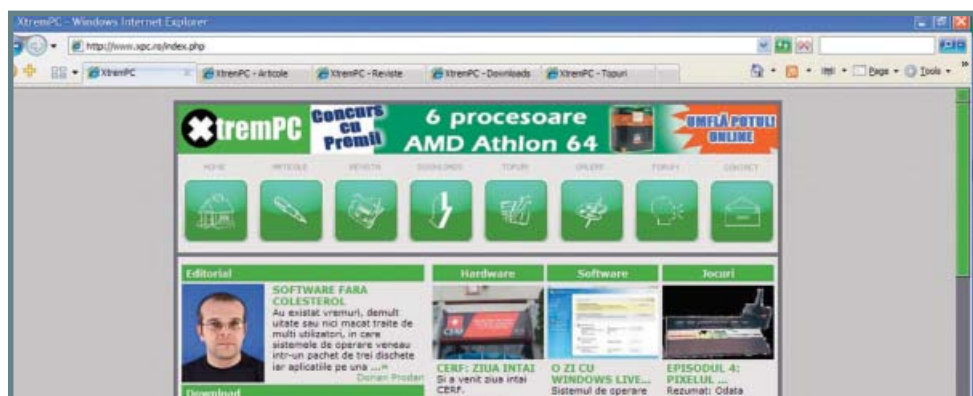 XtremPC - Windows Internet Explorer
http://www.xpc.ro/index.php
XtremPC
XtremPC - Articole
XtremPC - Reviste
XtremPC - Downloads
XtremPC - Topuri
Page
Tools
XtremPC
Concurs
cu
Premii
6 procesoare
AMD Athlon 64
UMFLĂ POTUL!
ONLINE
HOME
ARTICOLE
REVISTA
DOWNLOADS
TOPURI
FORUM
CONTACT
Editorial
SOFTWARE FARA
COLESTEROL
Au existat vremuri, demult
uitate sau nici macat traite de
multi utilizatori, in care
sistemele de operare veneau
intr-un pachet de trei dischete
iar aplicatiile pe una ...»
Dorian Prodan
Download
Hardware
CERF: ZIUA INTAI
Si a venit ziua intai
CERF.
Software
O ZI CU
WINDOWS LIVE...
Sistemul de operare
Jocuri
EPISODUL 4:
PIXELUL ...
Rezumat: Odata